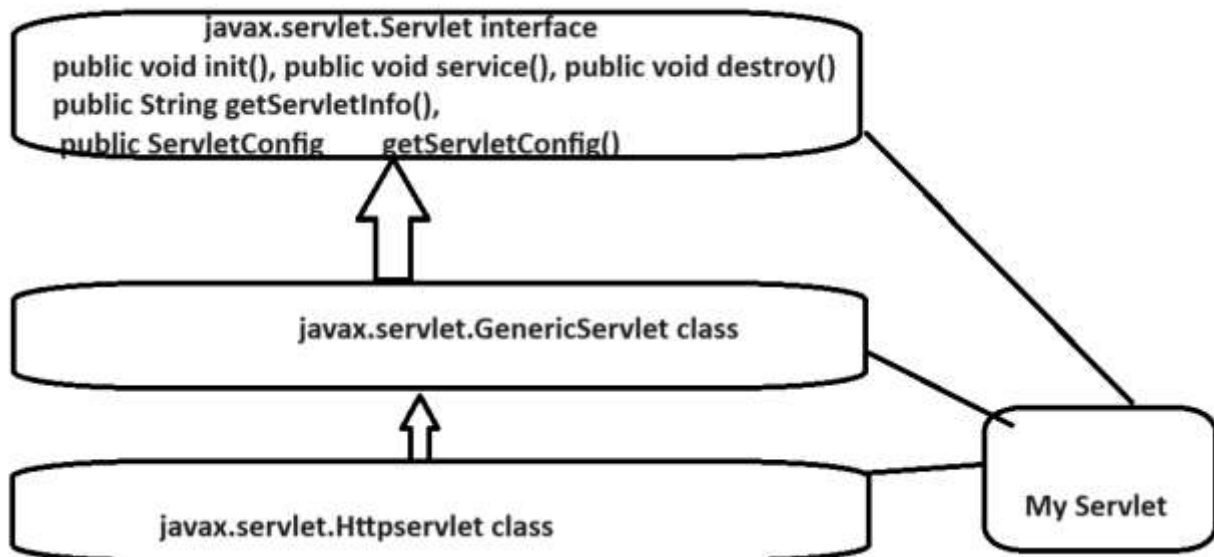 javax.servlet.Servlet interface
public void init(), public void service(), public void destroy()
public String getServletInfo(),
public ServletConfig getServletConfig()
javax.servlet.GenericServlet class
My Servlet
javax.servlet.Httpservlet class